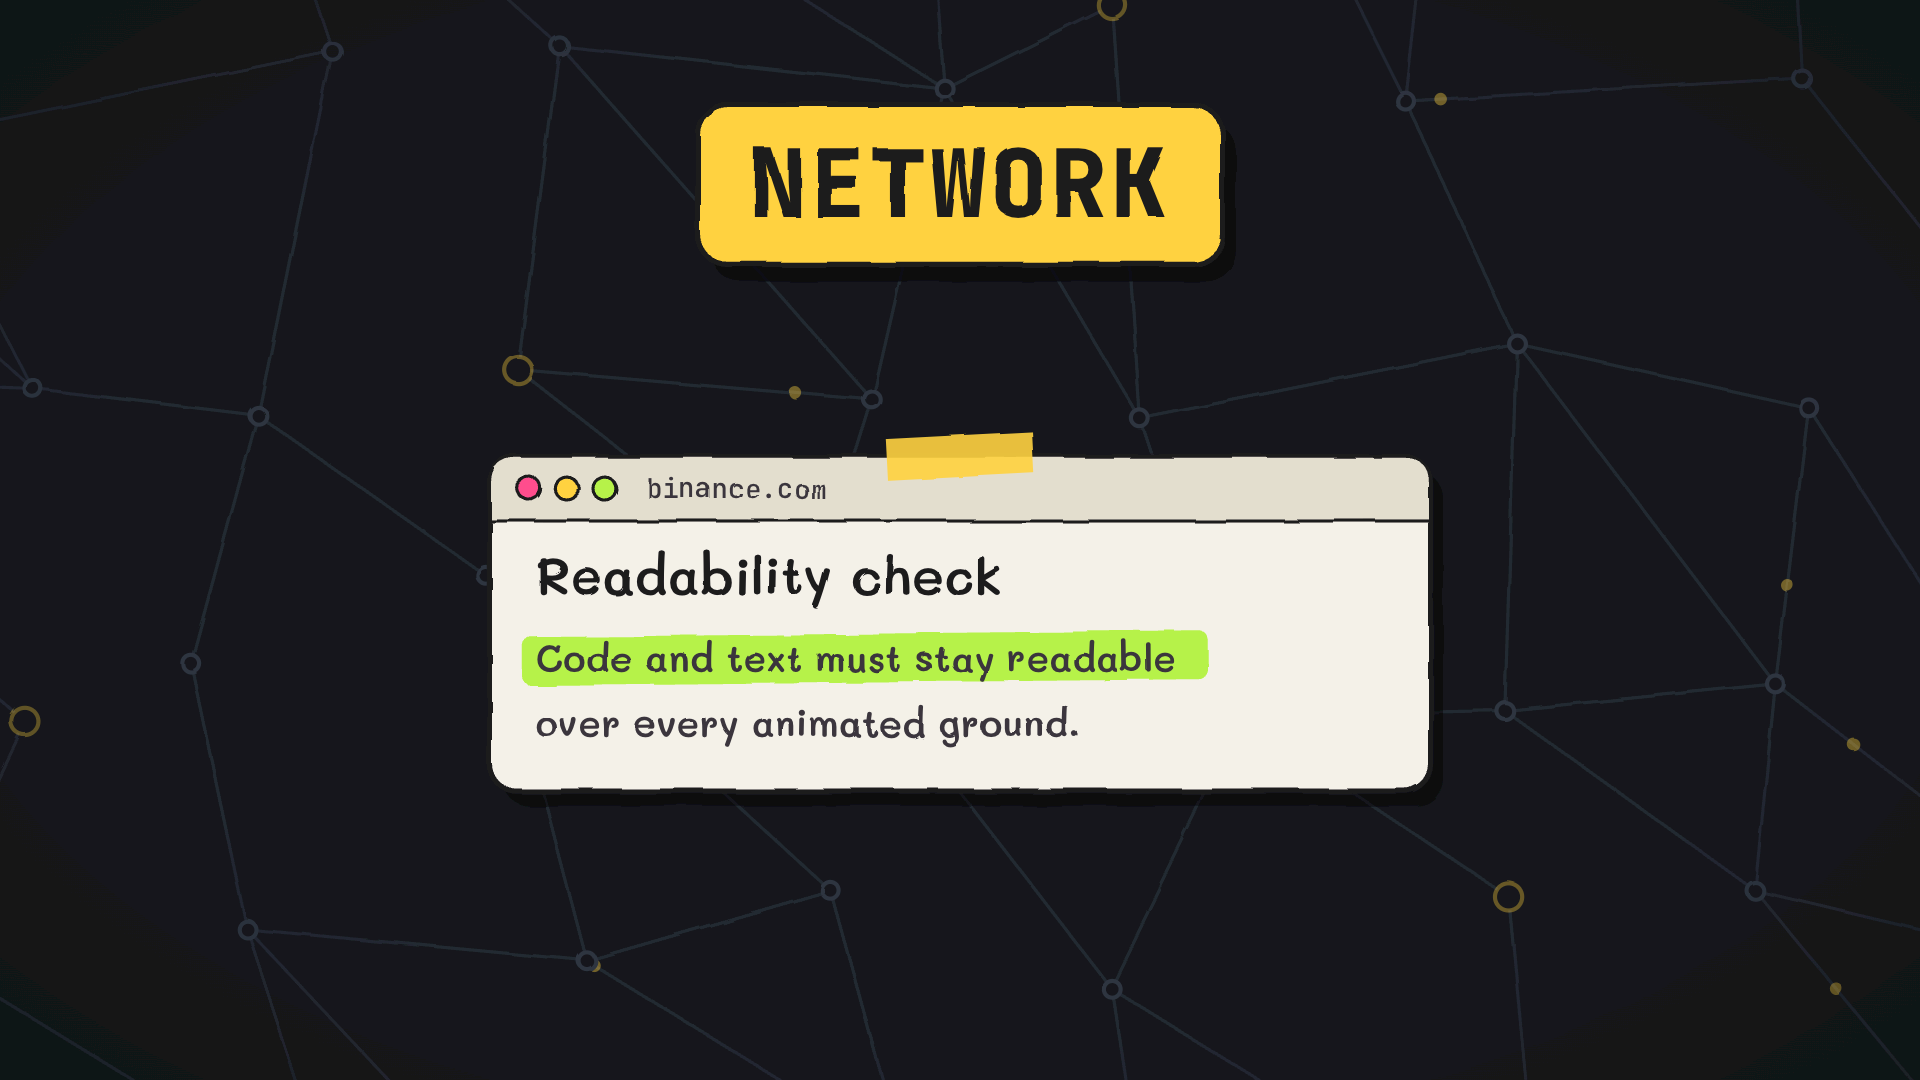 NETWORK
binance.com
Readability check
Code and text must stay readable
over every animated ground.